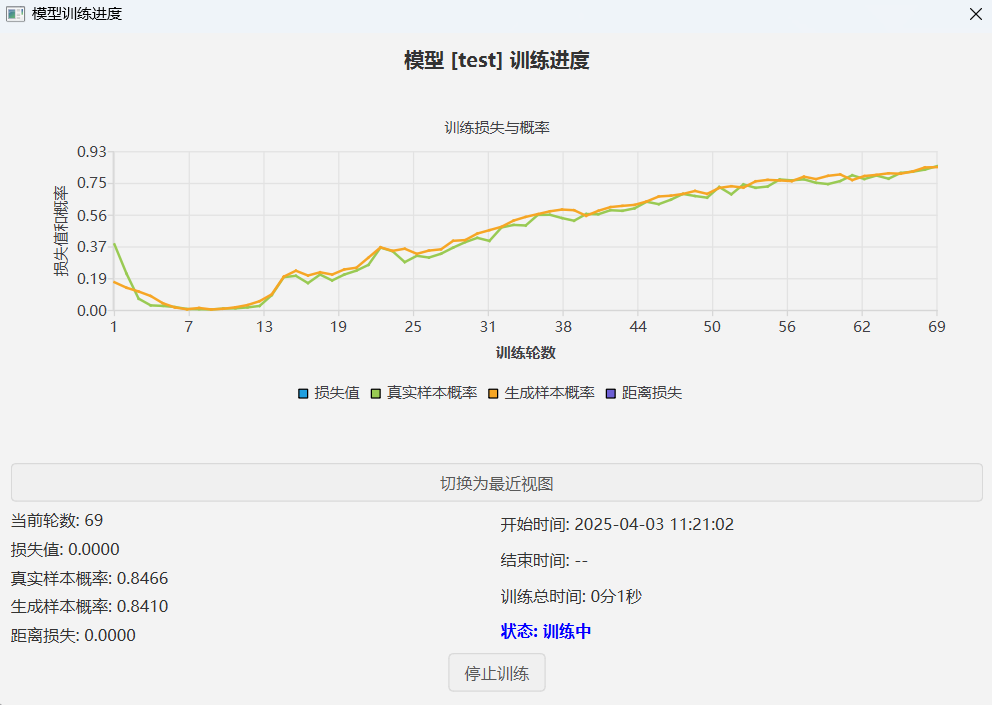 模型训练进度
模型 [test] 训练进度
训练损失与概率
0.93
0.75
0.56
0.37
0.19
0.00
损失值和概率
1 7 13 19 25 31 38 44 50 56 62 69
训练轮数
损失值 真实样本概率 生成样本概率 距离损失
切换为最近视图
当前轮数: 69
损失值: 0.0000
真实样本概率: 0.8466
生成样本概率: 0.8410
距离损失: 0.0000
开始时间: 2025-04-03 11:21:02
结束时间: --
训练总时间: 0分1秒
状态: 训练中
停止训练